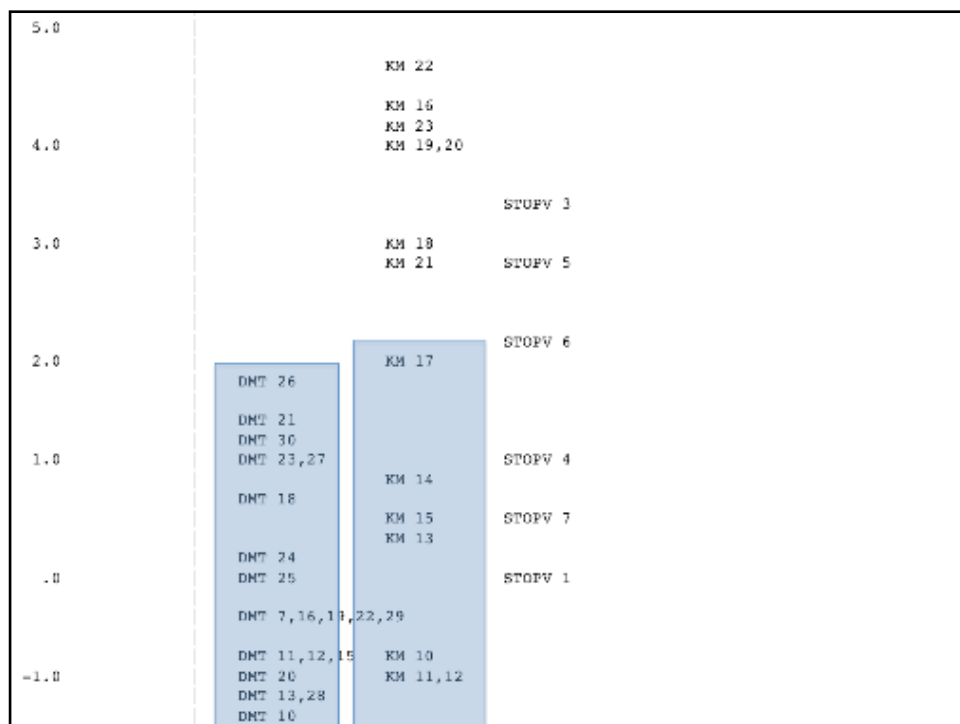 5.0
KM 22
KM 16
KM 23
4.0 KM 19,20
STOPV 3
3.0 KM 18
KM 21 STOPV 5
STOPV 6
2.0 KM 17
DMT 26
DMT 21
DMT 30
1.0 DMT 23,27 STOPV 4
KM 14
DMT 18
KM 15 STOPV 7
KM 13
DMT 24
.0 DMT 25 STOPV 1
DMT 7,16,19,22,29
DMT 11,12,15 KM 10
-1.0 DMT 20 KM 11,12
DMT 13,28
DMT 10